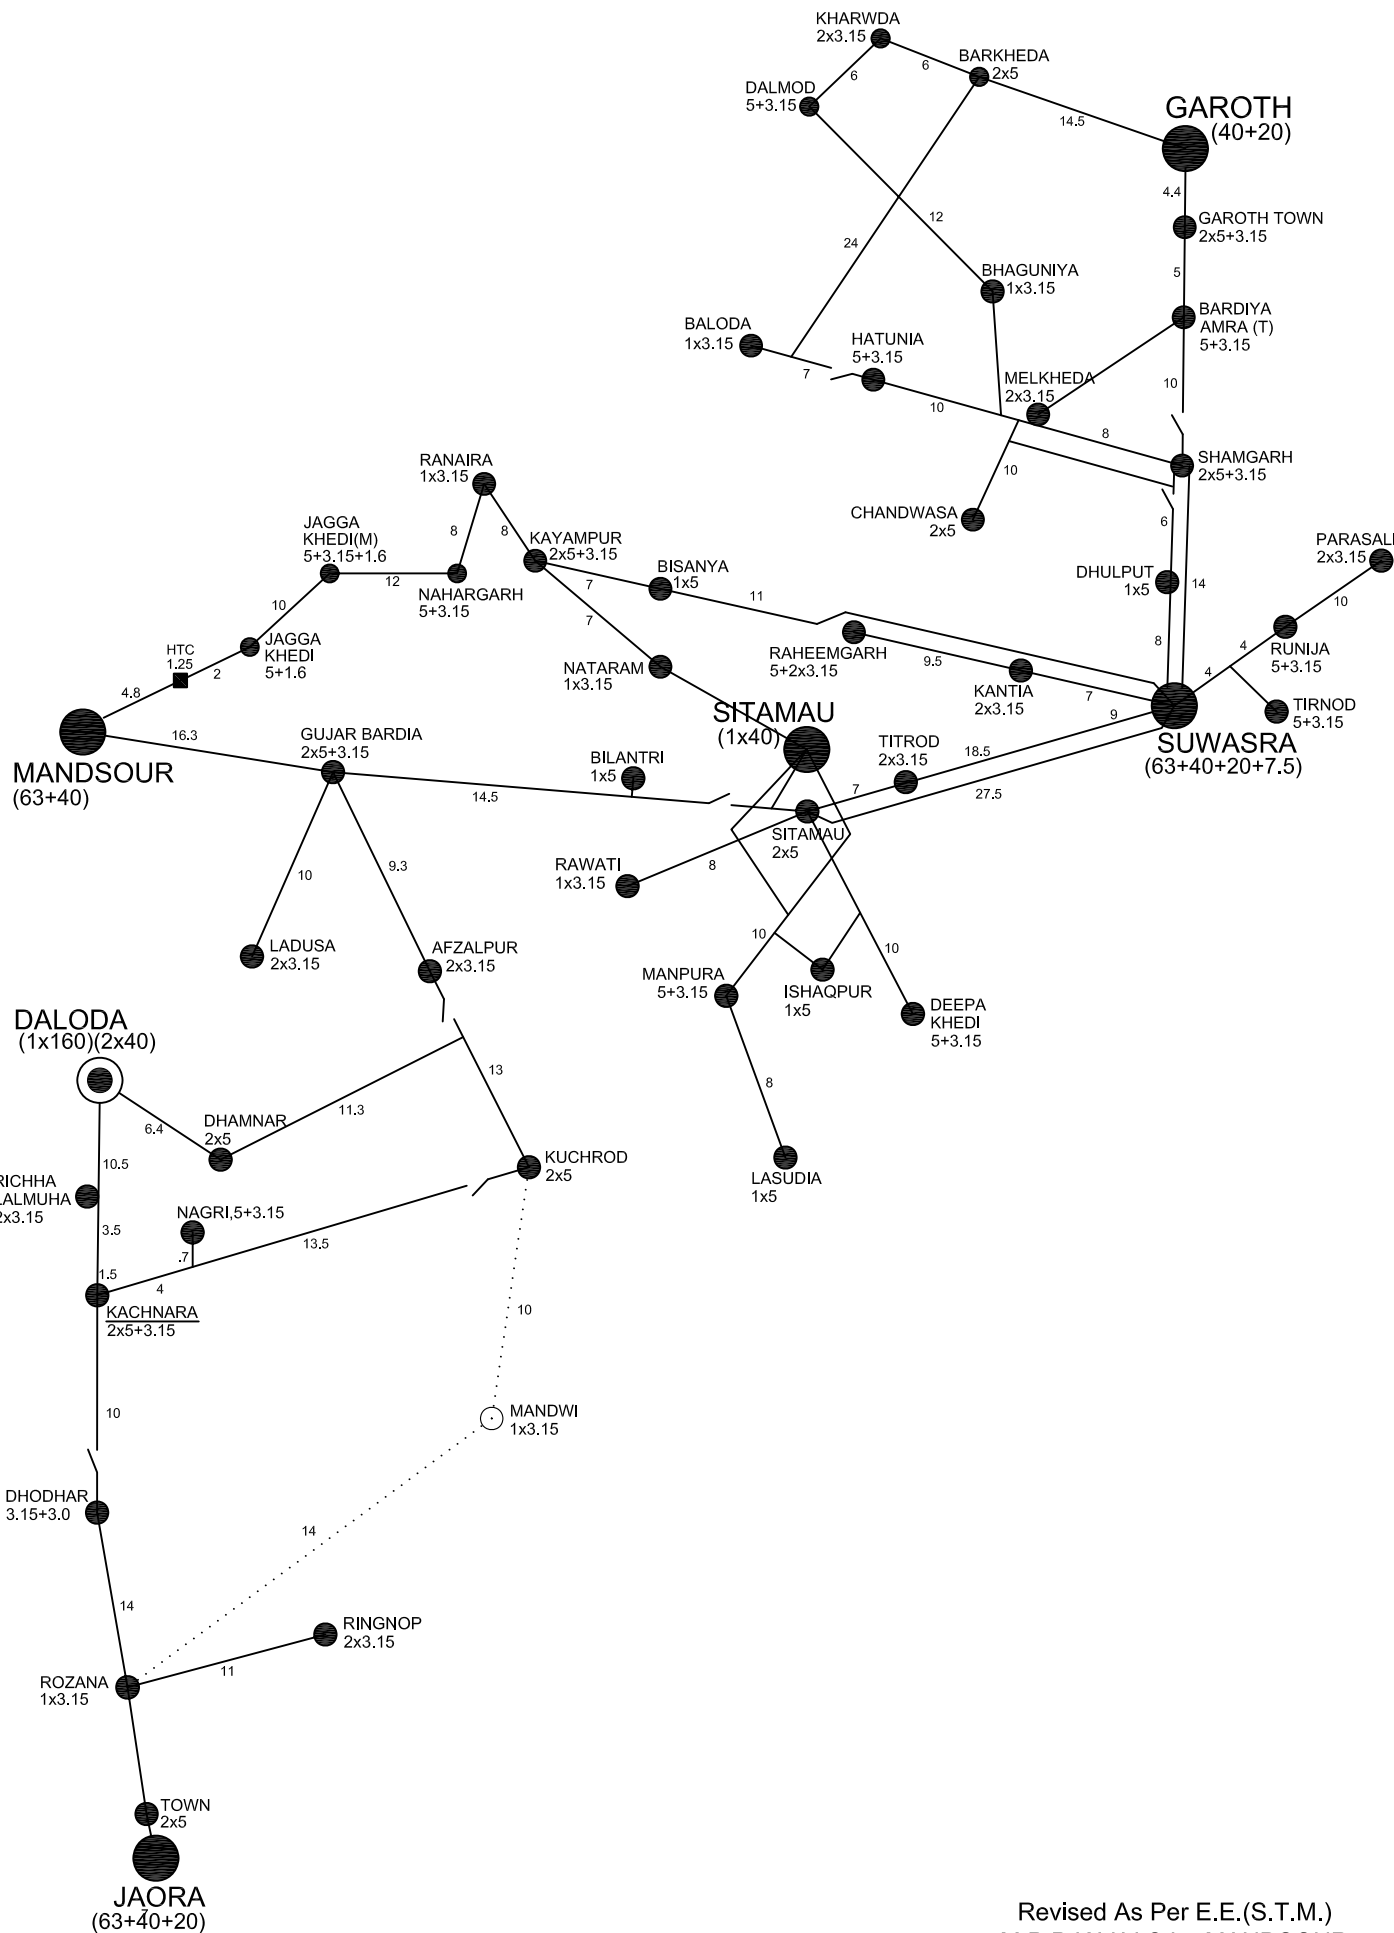 KHARWDA
2x3.15
BARKHEDA
2x5
6
6
DALMOD
5+3.15
14.5
GAROTH
(40+20)
4.4
GAROTH TOWN
2x5+3.15
12
24
5
BHAGUNIYA
1x3.15
BARDIYA
AMRA (T)
5+3.15
BALODA
1x3.15
HATUNIA
5+3.15
7
MELKHEDA
2x3.15
10
10
8
SHAMGARH
2x5+3.15
10
CHANDWASA
2x5
6
RANAIRA
1x3.15
JAGGA
KHEDI(M)
5+3.15+1.6
8
8
KAYAMPUR
2x5+3.15
PARASALI
2x3.15
BISANYA
1x5
DHULPUT
1x5
14
12
NAHARGARH
5+3.15
7
11
10
10
7
8
JAGGA
KHEDI
5+1.6
HTC
1.25
2
4.8
RAHEEMGARH
5+2x3.15
9.5
KANTIA
2x3.15
7
4
4
RUNIJA
5+3.15
NATARAM
1x3.15
TIRNOD
5+3.15
16.3
MANDSOUR
(63+40)
GUJAR BARDIA
2x5+3.15
SITAMAU
(1x40)
9
SUWASRA
(63+40+20+7.5)
BILANTRI
1x5
TITROD
2x3.15
18.5
14.5
7
27.5
SITAMAU
2x5
RAWATI
1x3.15
8
10
9.3
LADUSA
2x3.15
AFZALPUR
2x3.15
10
10
MANPURA
5+3.15
ISHAQPUR
1x5
DEEPA
KHEDI
5+3.15
DALODA
(1x160)(2x40)
13
8
6.4
DHAMNAR
2x5
11.3
10.5
KUCHROD
2x5
LASUDIA
1x5
RICHHA
LALMUHA
2x3.15
3.5
NAGRI,5+3.15
.7
13.5
1.5
4
KACHNARA
2x5+3.15
10
10
MANDWI
1x3.15
DHODHAR
3.15+3.0
14
14
RINGNOP
2x3.15
11
ROZANA
1x3.15
TOWN
2x5
JAORA
7
(63+40+20)
Revised As Per E.E.(S.T.M.)